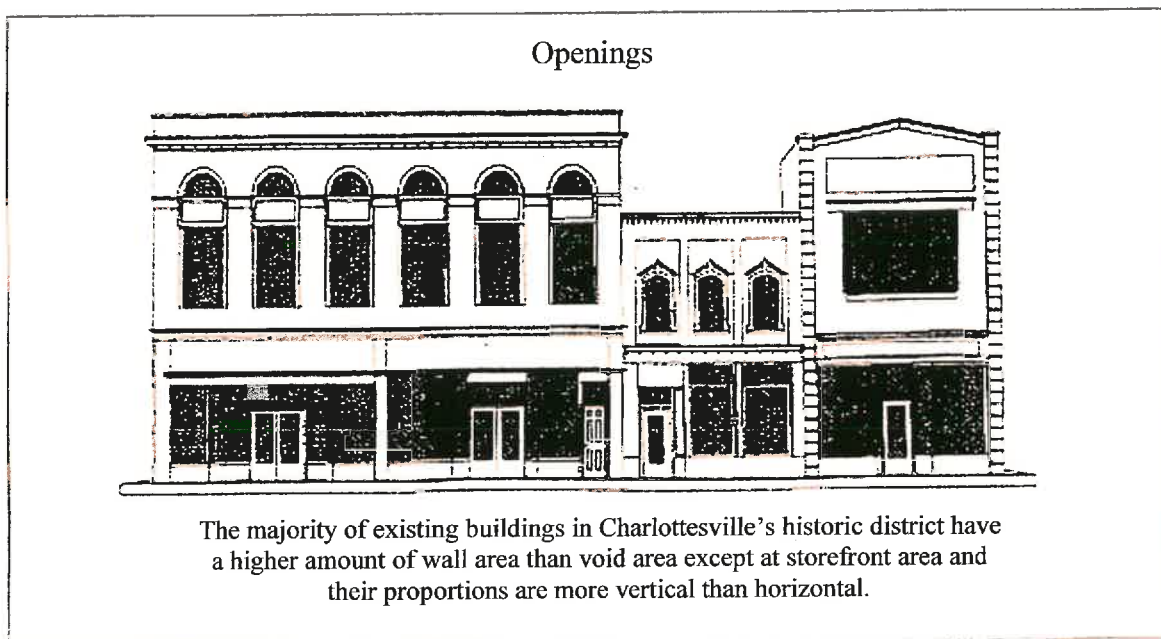 Openings
The majority of existing buildings in Charlottesville's historic district have
a higher amount of wall area than void area except at storefront area and
their proportions are more vertical than horizontal.